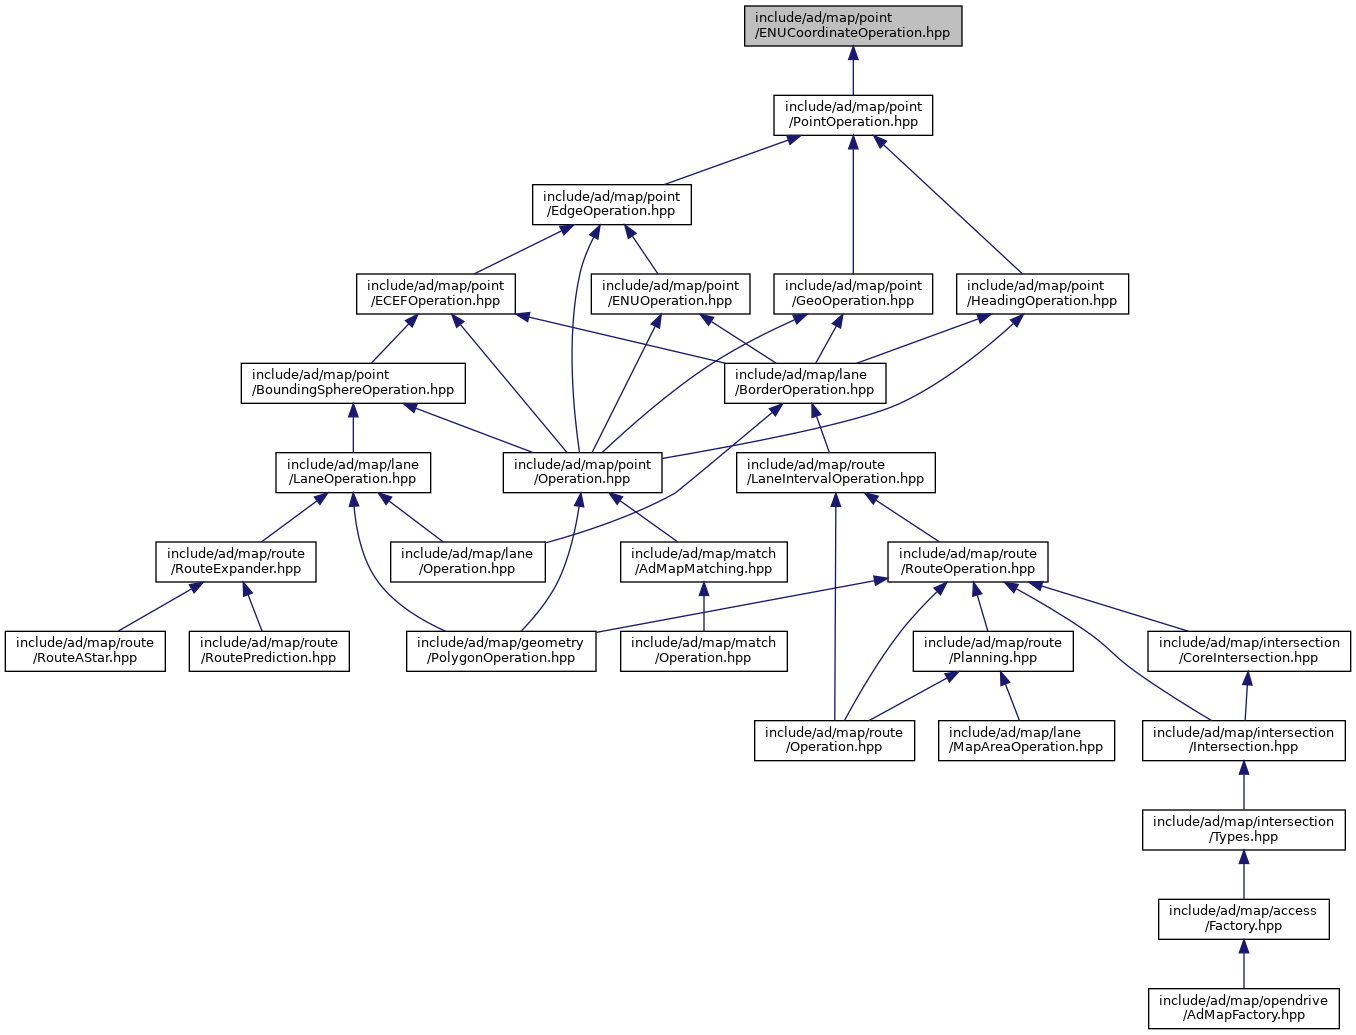 include/ad/map/point
/ENUCoordinateOperation.hpp
include/ad/map/point
/PointOperation.hpp
include/ad/map/point
/EdgeOperation.hpp
include/ad/map/point
/ECEFOperation.hpp
include/ad/map/point
/ENUOperation.hpp
include/ad/map/point
/GeoOperation.hpp
include/ad/map/point
/HeadingOperation.hpp
include/ad/map/point
/BoundingSphereOperation.hpp
include/ad/map/lane
/BorderOperation.hpp
include/ad/map/lane
/LaneOperation.hpp
include/ad/map/point
/Operation.hpp
include/ad/map/route
/LaneIntervalOperation.hpp
include/ad/map/route
/RouteExpander.hpp
include/ad/map/lane
/Operation.hpp
include/ad/map/match
/AdMapMatching.hpp
include/ad/map/route
/RouteOperation.hpp
include/ad/map/route
/RouteAStar.hpp
include/ad/map/route
/RoutePrediction.hpp
include/ad/map/geometry
/PolygonOperation.hpp
include/ad/map/match
/Operation.hpp
include/ad/map/route
/Planning.hpp
include/ad/map/intersection
/CoreIntersection.hpp
include/ad/map/route
/Operation.hpp
include/ad/map/lane
/MapAreaOperation.hpp
include/ad/map/intersection
/Intersection.hpp
include/ad/map/intersection
/Types.hpp
include/ad/map/access
/Factory.hpp
include/ad/map/opendrive
/AdMapFactory.hpp